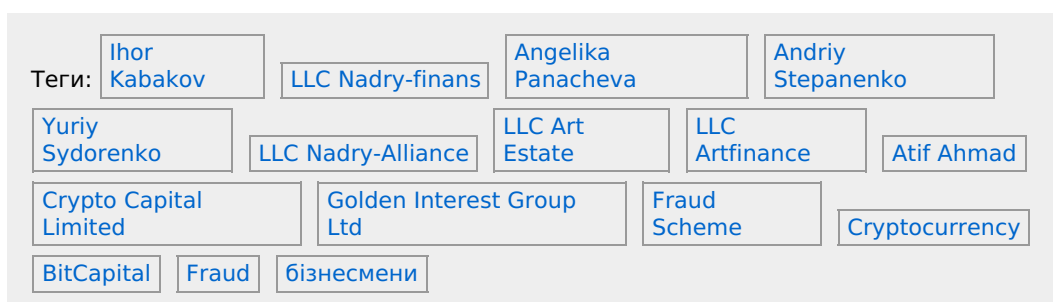 Теги: Ihor Kabakov LLC Nadry-finans Angelika Panacheva Andriy Stepanenko
Yuriy Sydorenko LLC Nadry-Alliance LLC Art Estate LLC Artfinance Atif Ahmad
Crypto Capital Limited Golden Interest Group Ltd Fraud Scheme Cryptocurrency
BitCapital Fraud бізнесмени